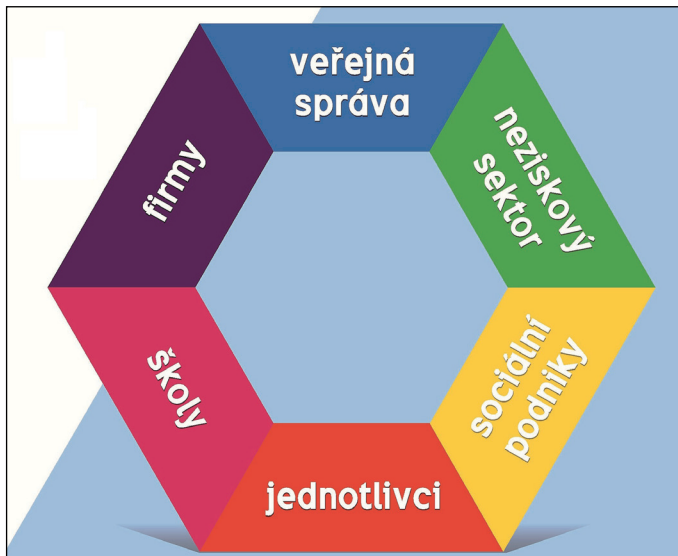 veřejná
správa
neziskový
sektor
sociální
podniky
jednotlivci
školy
firmy